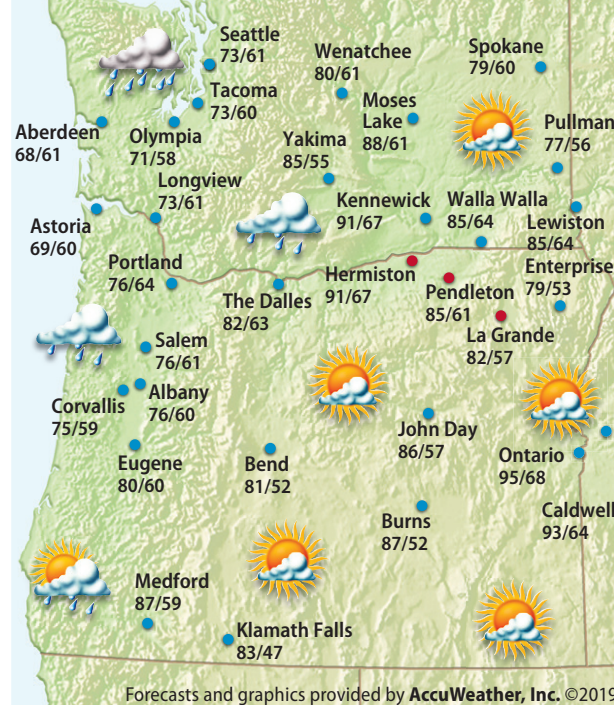 Seattle
73/61
Wenatchee
80/61
Spokane
79/60
Tacoma
73/60
Moses
Lake
88/61
Aberdeen
68/61
Olympia
71/58
Yakima
85/55
Pullman
77/56
Longview
73/61
Kennewick
91/67
Walla Walla
85/64
Lewiston
85/64
Astoria
69/60
Portland
76/64
The Dalles
82/63
Hermiston
91/67
Pendleton
85/61
Enterprise
79/53
La Grande
82/57
Salem
76/61
Albany
76/60
Corvallis
75/59
John Day
86/57
Eugene
80/60
Bend
81/52
Ontario
95/68
Burns
87/52
Caldwell
93/64
Medford
87/59
Klamath Falls
83/47
Forecasts and graphics provided by AccuWeather, Inc. ©2019